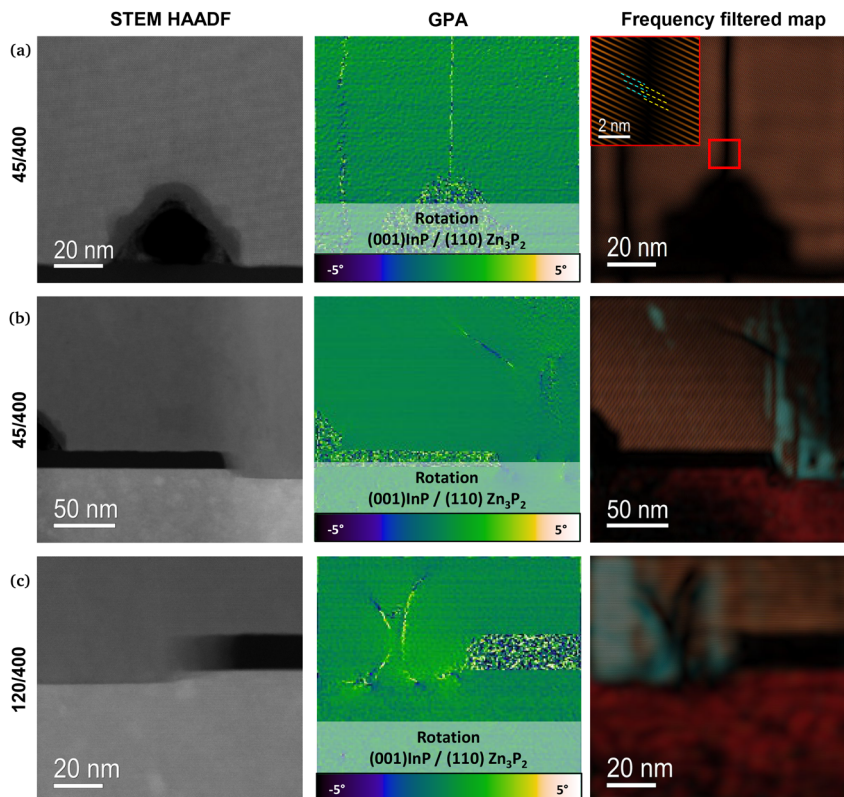 STEM HAADF
GPA
Frequency filtered map
(a)
45/400
20 nm
Rotation
(001)InP / (110) Zn₃P₂
-5°
5°
2 nm
20 nm
(b)
45/400
50 nm
Rotation
(001)InP / (110) Zn₃P₂
-5°
5°
50 nm
(c)
120/400
20 nm
Rotation
(001)InP / (110) Zn₃P₂
-5°
5°
20 nm